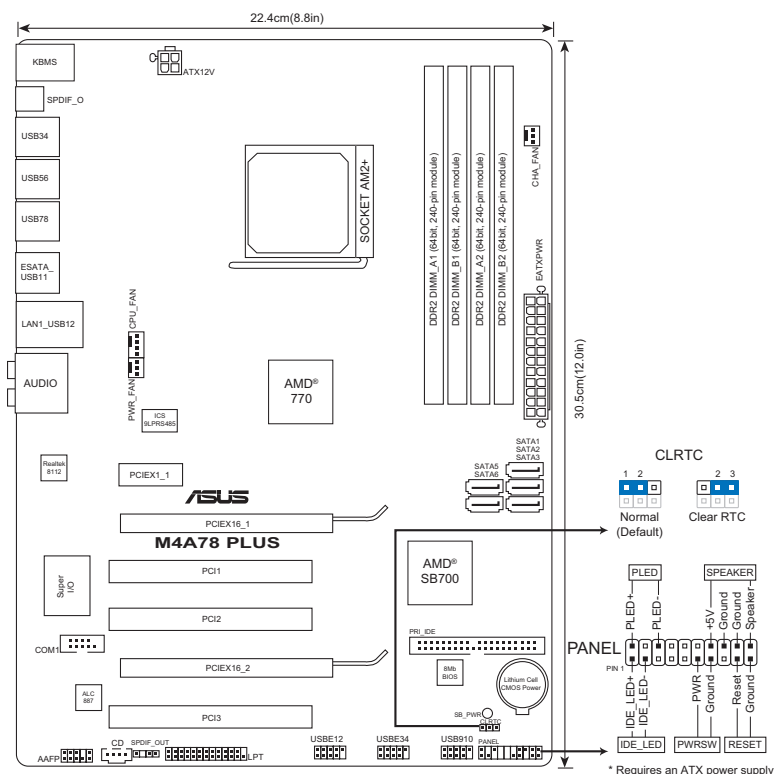 22.4cm(8.8in)
KBMS
ATX12V
SPDIF_O
USB34
USB56
USB78
ESATA_
USB11
LAN1_USB12
AUDIO
CPU_FAN
PWR_FAN
SOCKET AM2+
DDR2 DIMM_A1 (64bit, 240-pin module)
DDR2 DIMM_B1 (64bit, 240-pin module)
DDR2 DIMM_A2 (64bit, 240-pin module)
DDR2 DIMM_B2 (64bit, 240-pin module)
CHA_FAN
EATXPWR
30.5cm(12.0in)
AMD®
770
ICS
9LPRS485
Realtek
8112
PCIEX1_1
SATA1
SATA2
SATA3
SATA5
SATA6
ASUS
PCIEX16_1
M4A78 PLUS
PCI1
Super
I/O
AMD®
SB700
PCI2
COM1
PRI_IDE
PCIEX16_2
8Mb
BIOS
Lithium Cell
CMOS Power
ALC
887
PCI3
SB_PWR
CLRTC
AAFP
CD
SPDIF_OUT
LPT
USBE12
USBE34
USB910
PANEL
CLRTC
1 2
2 3
Normal
(Default)
Clear RTC
PLED
SPEAKER
PLED+
PLED-
+5V
Ground
Ground
Speaker-
PANEL
PIN 1
IDE_LED+
IDE_LED-
PWR
Ground
Reset
Ground
IDE_LED
PWRSW
RESET
* Requires an ATX power supply